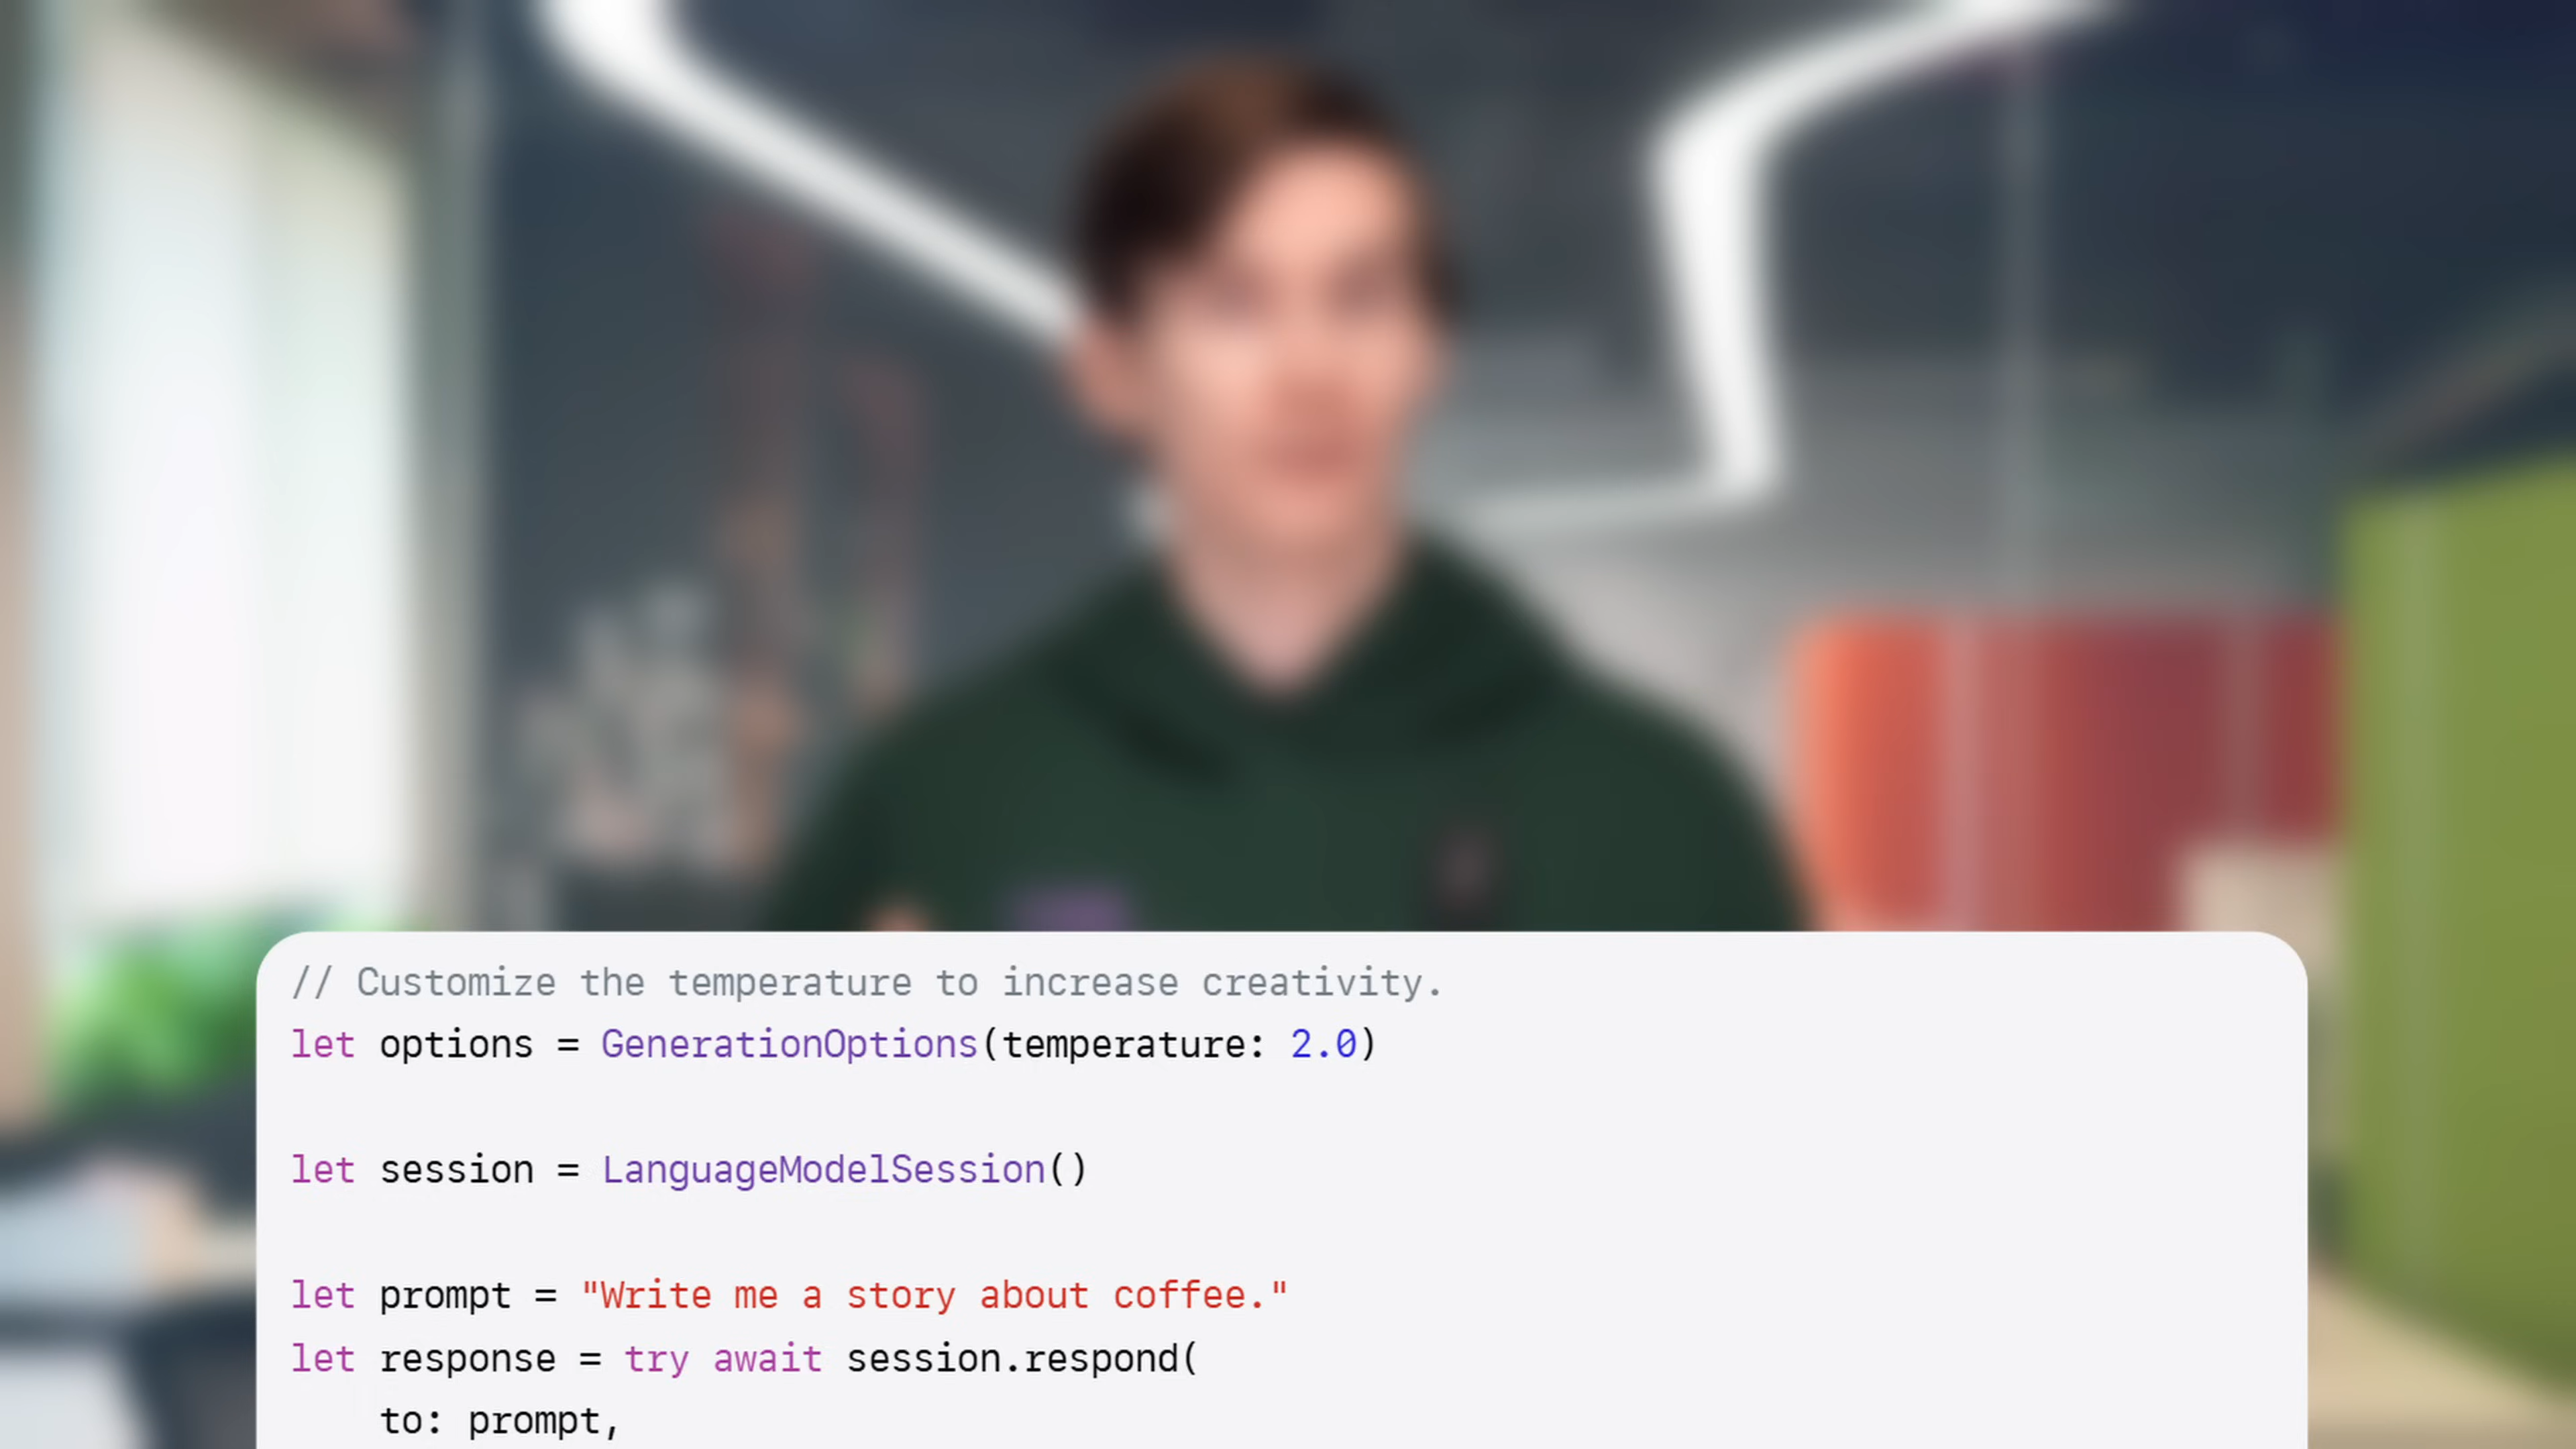 // Customize the temperature to increase creativity.
let options = GenerationOptions(temperature: 2.0)
let session = LanguageModelSession()
let prompt = "Write me a story about coffee."
let response = try await session.respond(
to: prompt,